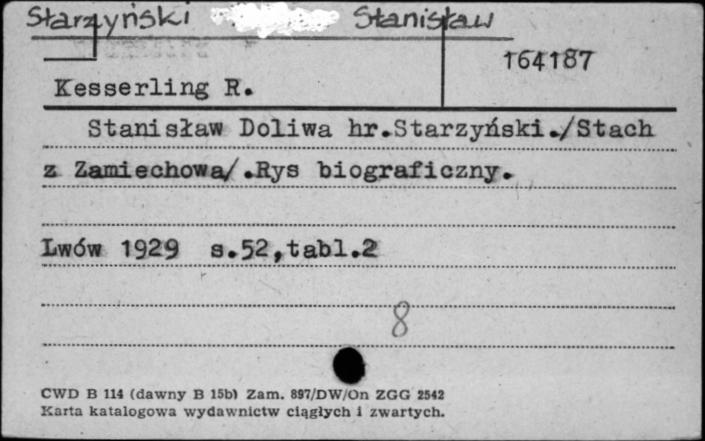 Starzyński Stanisław
164187
Kesserling R.
Stanisław Doliwa hr.Starzyński./Stach
z Zamiechowa/.Rys biograficzny.
Lwów 1929 s.52,tabl.2
8
CWD B 114 (dawny B 15b) Zam. 897/DW/On ZGG 2542
Karta katalogowa wydawnictw ciągłych i zwartych.